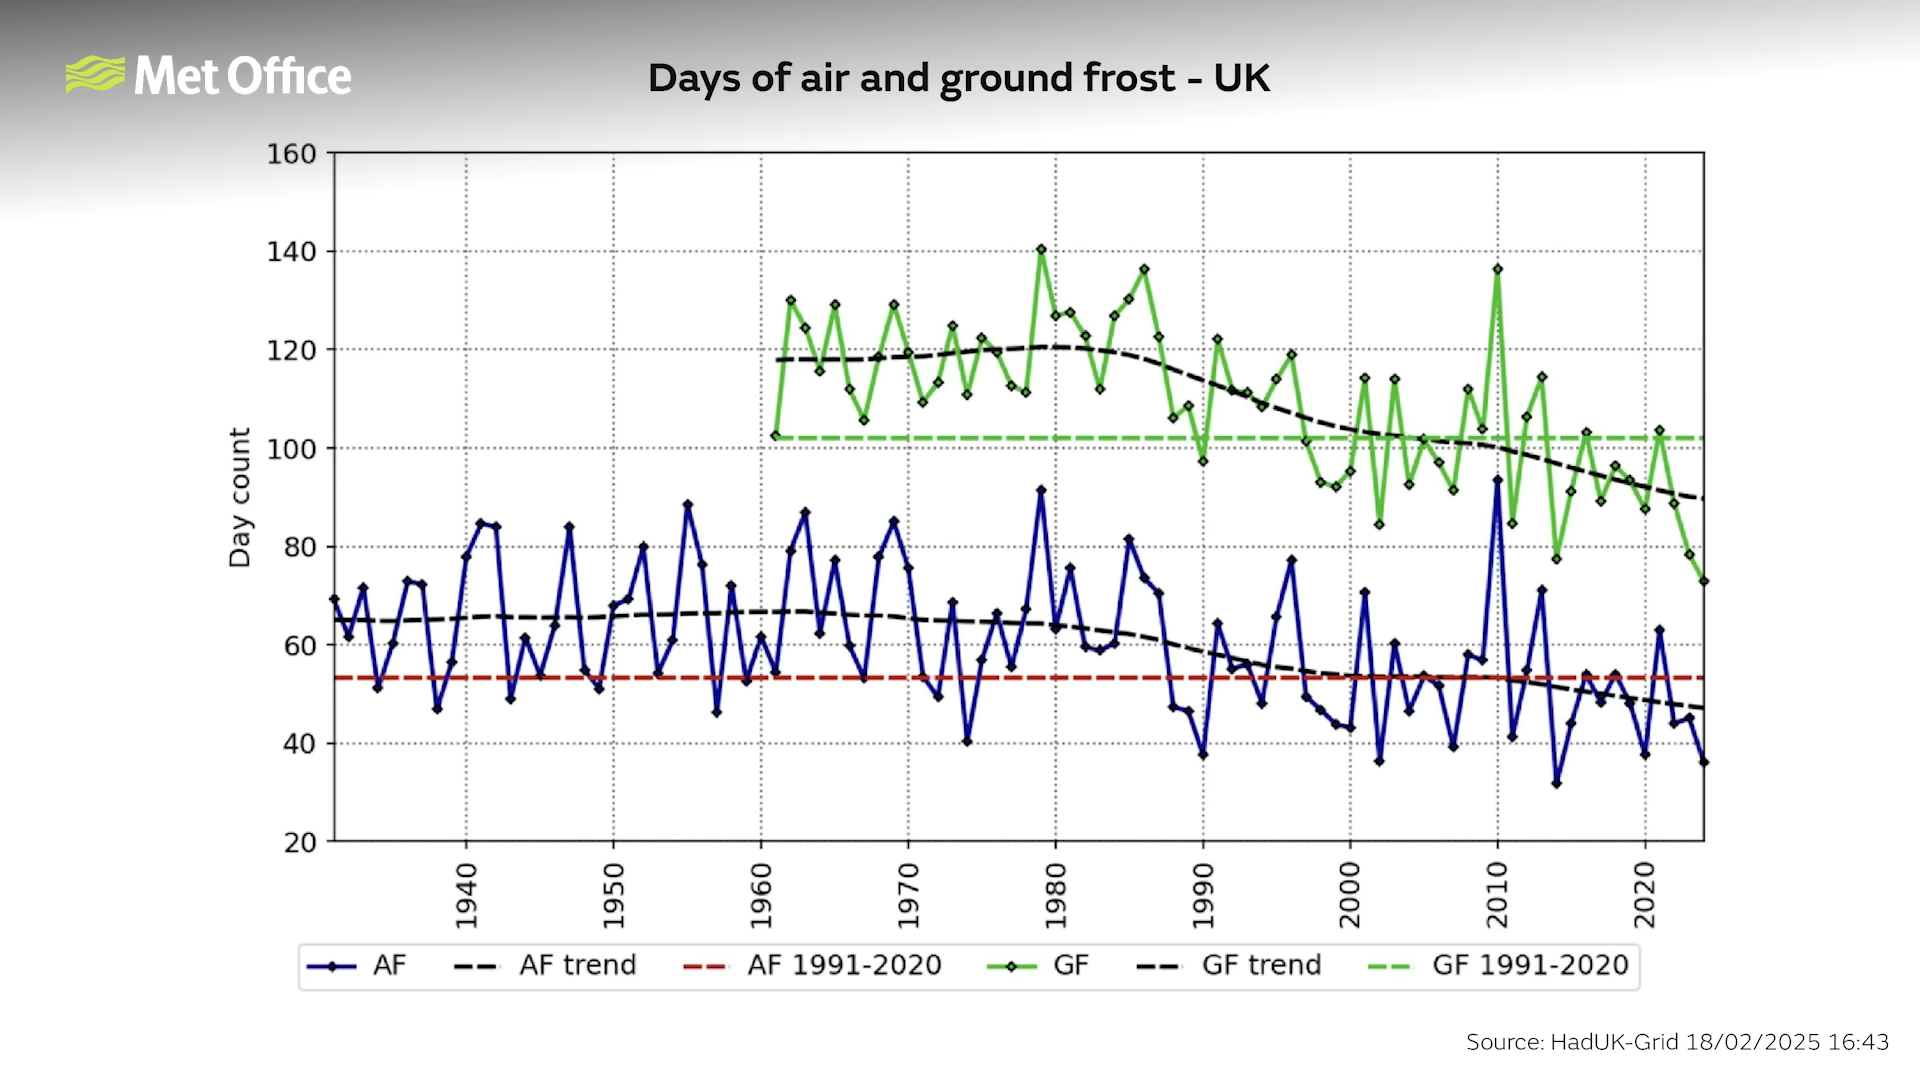 Met Office
Days of air and ground frost - UK
160
140
120
100
80
60
40
20
Day count
1940
1950
1960
1970
1980
1990
2000
2010
2020
AF
AF trend
AF 1991-2020
GF
GF trend
GF 1991-2020
Source: HadUK-Grid 18/02/2025 16:43